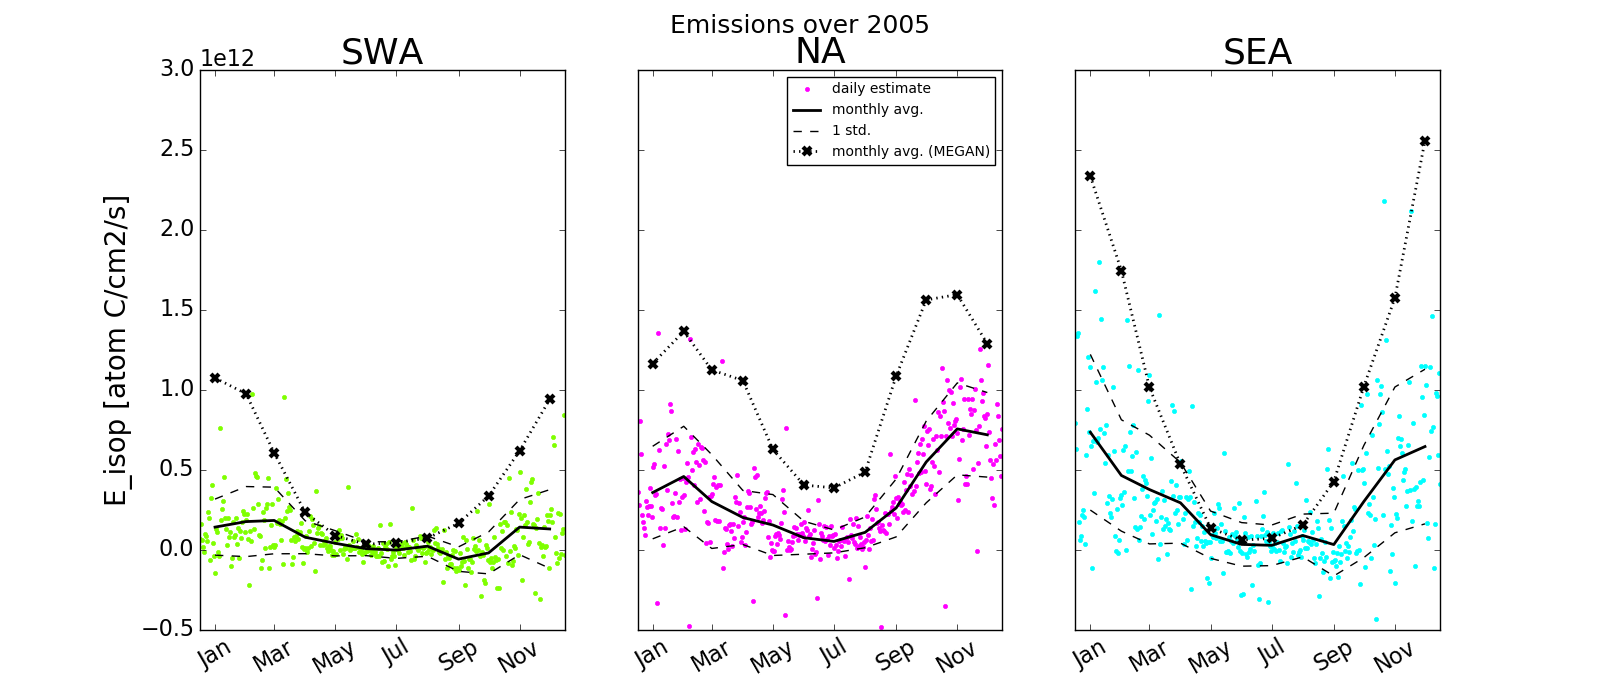 Emissions over 2005
SWA
NA
SEA
1e12
E_isop [atom C/cm2/s]
3.0
2.5
2.0
1.5
1.0
0.5
0.0
−0.5
daily estimate
monthly avg.
1 std.
monthly avg. (MEGAN)
Jan Mar May Jul Sep Nov
Jan Mar May Jul Sep Nov
Jan Mar May Jul Sep Nov